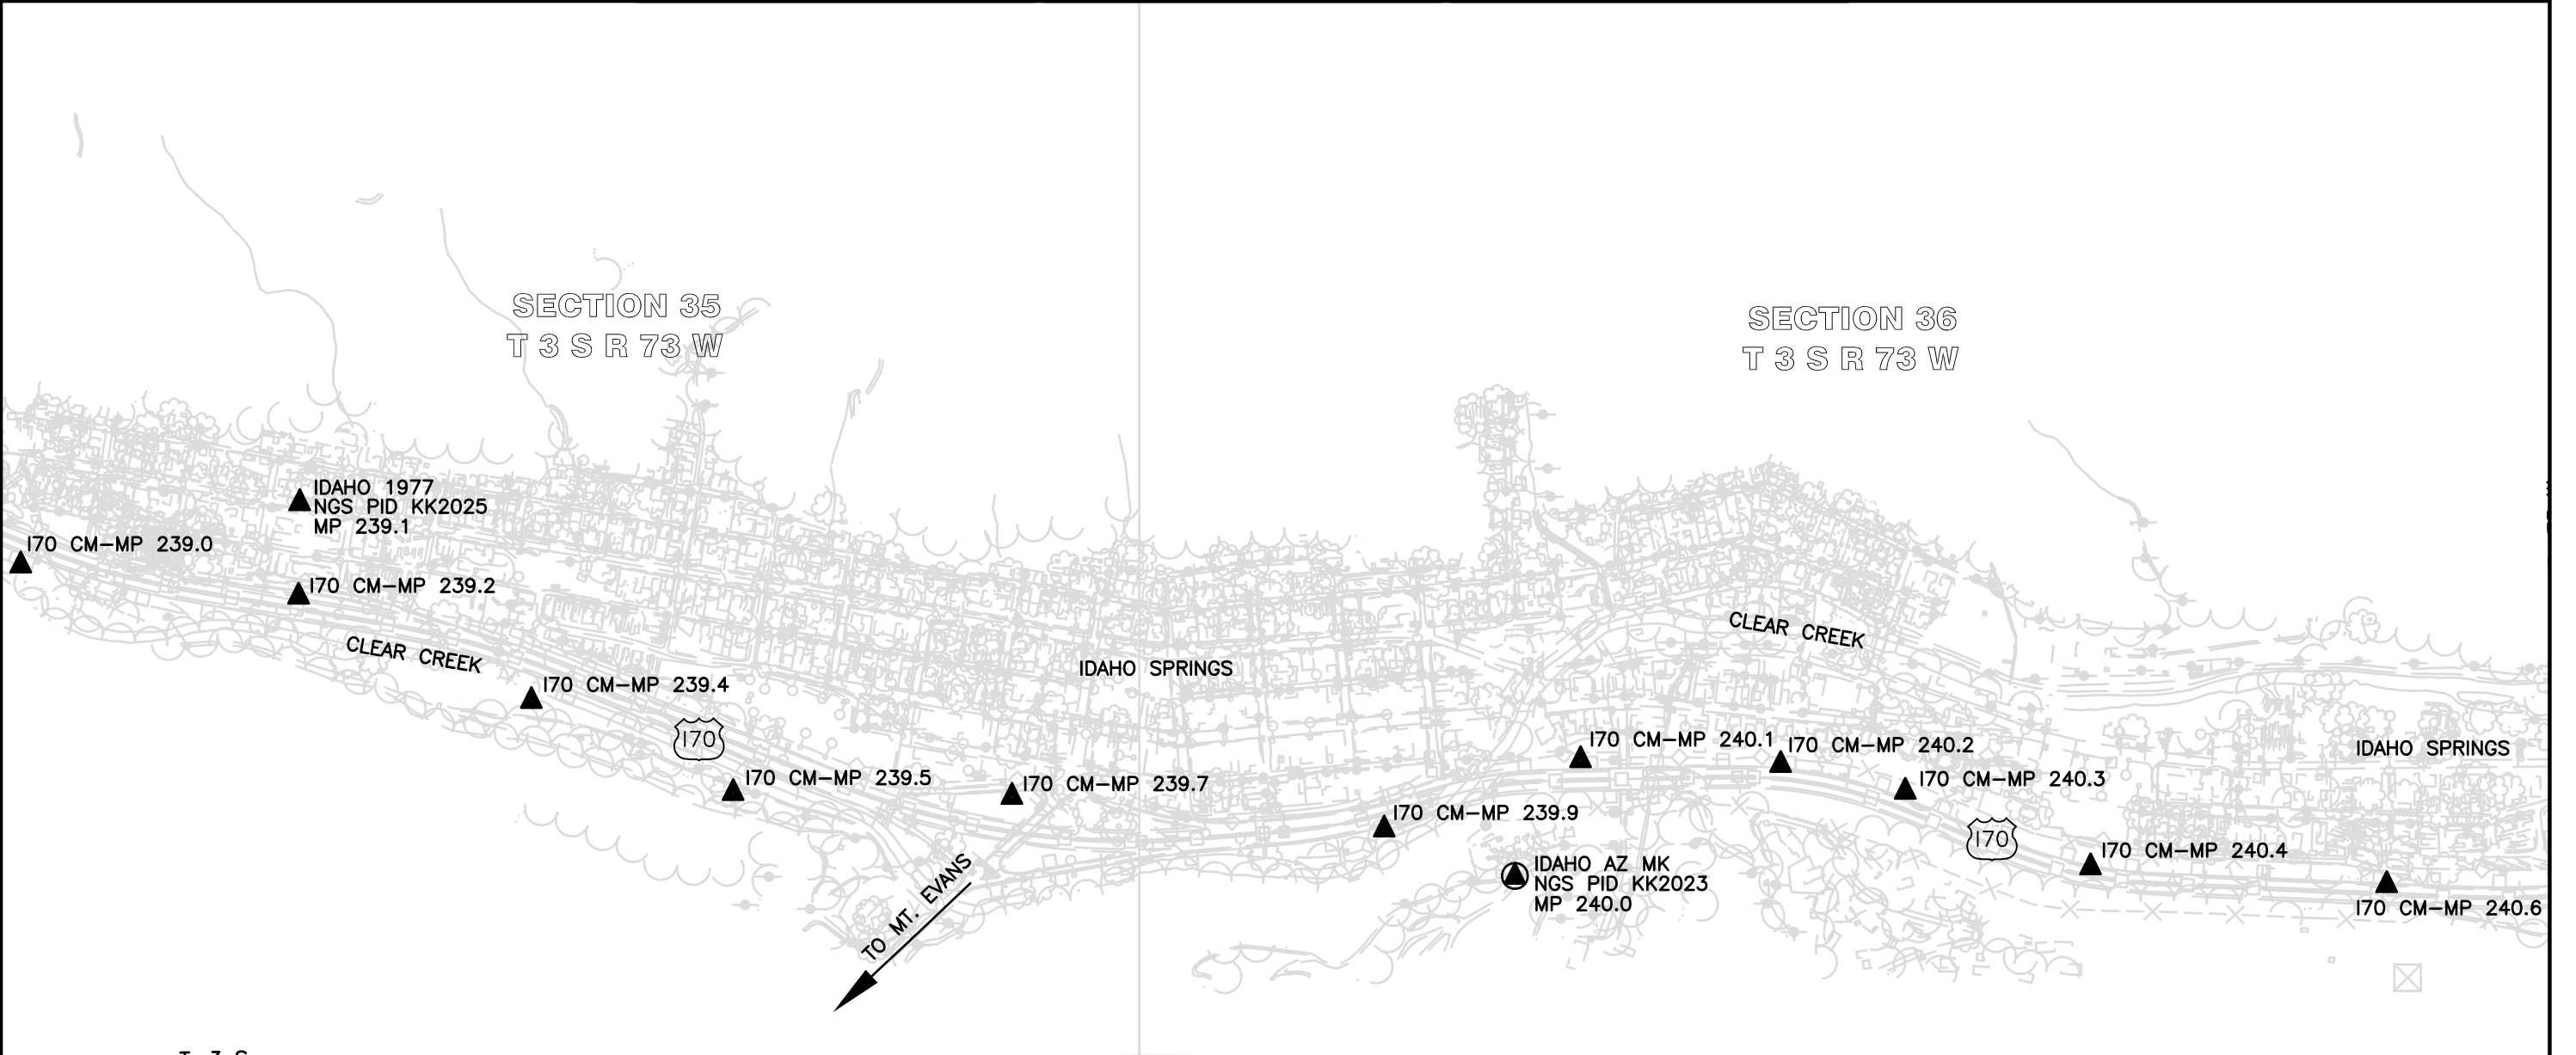 SECTION 35
T 3 S R 73 W
SECTION 36
T 3 S R 73 W
IDAHO 1977
NGS PID KK2025
MP 239.1
I70 CM-MP 239.0
I70 CM-MP 239.2
CLEAR CREEK
CLEAR CREEK
IDAHO SPRINGS
I70 CM-MP 239.4
I70
I70 CM-MP 239.5
I70 CM-MP 239.7
I70 CM-MP 240.1
I70 CM-MP 240.2
IDAHO SPRINGS
I70 CM-MP 240.3
I70 CM-MP 239.9
I70
I70 CM-MP 240.4
IDAHO AZ MK
NGS PID KK2023
MP 240.0
I70 CM-MP 240.6
TO MT. EVANS
T 3 S